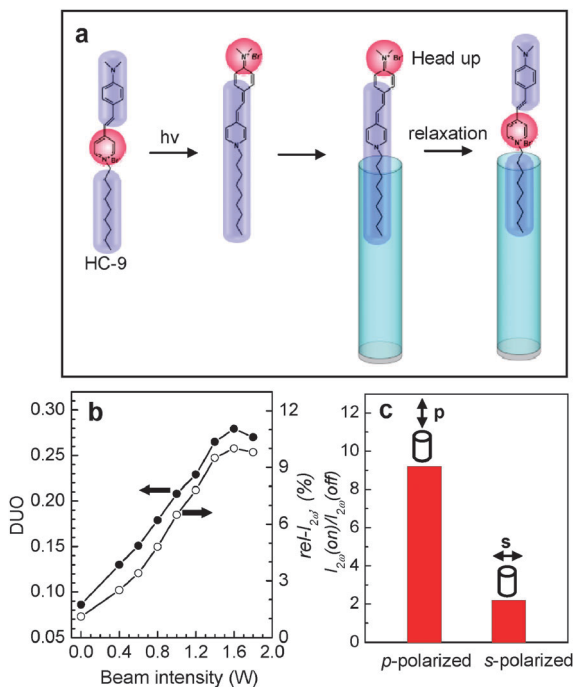 a
Head up
hν
relaxation
HC-9
N
N⁺ Br⁻
N⁺ Br⁻
N
N⁺ Br⁻
N
N
N⁺ Br⁻
b
DUO
0.30
0.25
0.20
0.15
0.10
0.05
0.0 0.4 0.8 1.2 1.6 2.0
Beam intensity (W)
12
9
6
3
0
rel-I2ω, (%)
c
I2ω(on)/I2ω(off)
12
10
8
6
4
2
0
p
s
p-polarized s-polarized